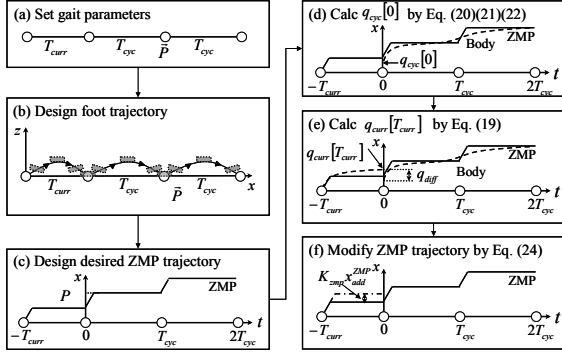 (a) Set gait parameters
T_curr T_cyc P⃗ T_cyc
(b) Design foot trajectory
z
T_curr T_cyc P⃗ T_cyc x
(c) Design desired ZMP trajectory
x
P
ZMP
−T_curr 0 T_cyc 2T_cyc t
(d) Calc q_cyc[0] by Eq. (20)(21)(22)
x
ZMP
Body
q_cyc[0]
−T_curr 0 T_cyc 2T_cyc t
(e) Calc q_curr[T_curr] by Eq. (19)
x
q_curr[T_curr]
ZMP
Body
q_diff
−T_curr 0 T_cyc 2T_cyc t
(f) Modify ZMP trajectory by Eq. (24)
K_zmp x_add^ZMP x
ZMP
−T_curr 0 T_cyc 2T_cyc t